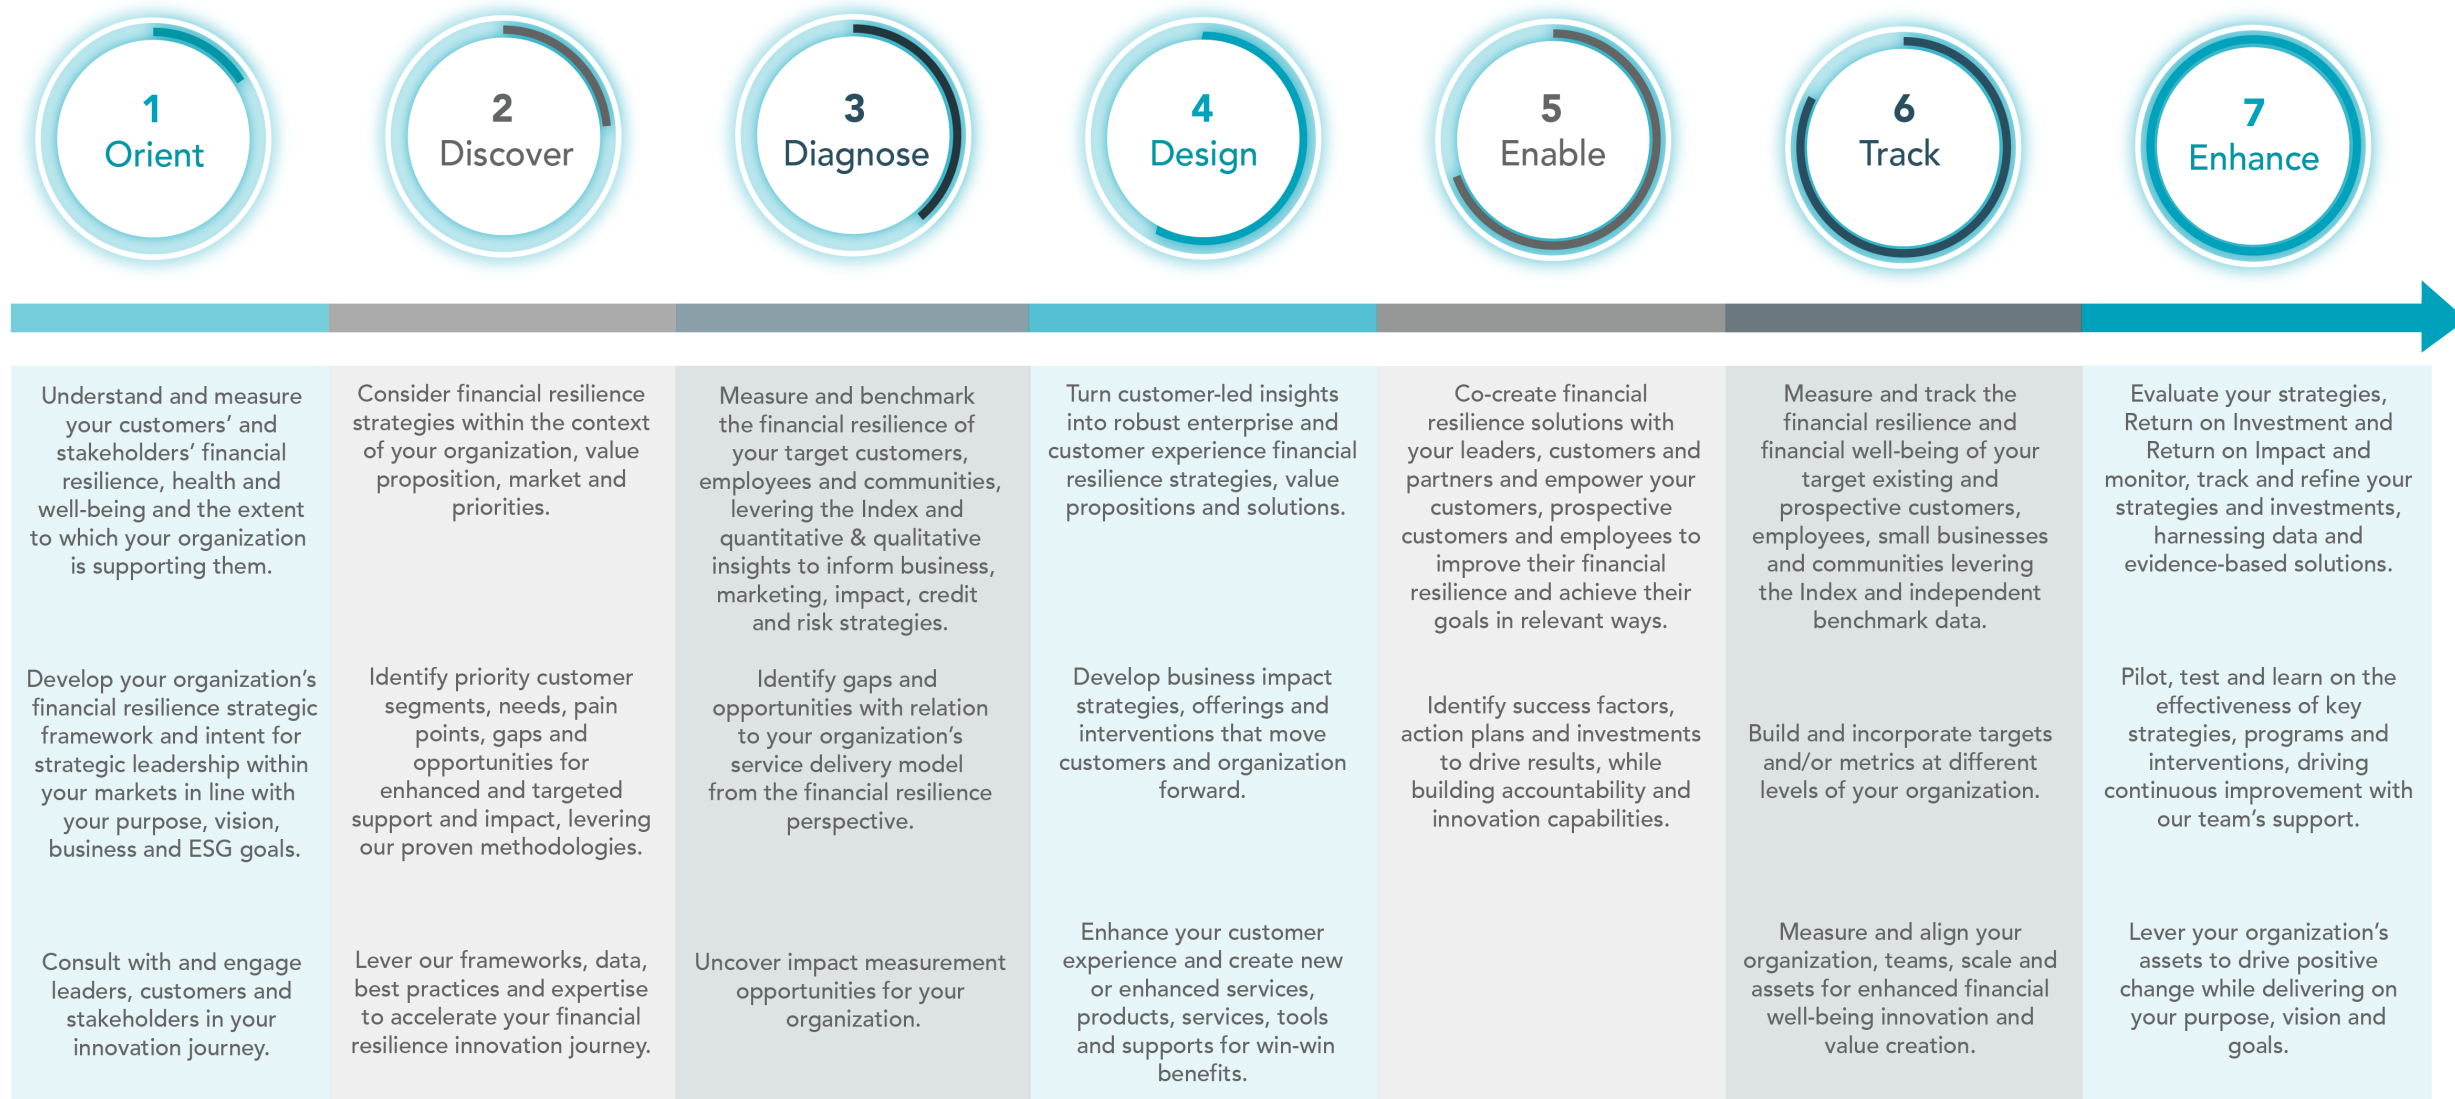 1
Orient
2
Discover
3
Diagnose
4
Design
5
Enable
6
Track
7
Enhance
Understand and measure
your customers’ and
stakeholders’ financial
resilience, health and
well-being and the extent
to which your organization
is supporting them.
Develop your organization’s
financial resilience strategic
framework and intent for
strategic leadership within
your markets in line with
your purpose, vision,
business and ESG goals.
Consult with and engage
leaders, customers and
stakeholders in your
innovation journey.
Consider financial resilience
strategies within the context
of your organization, value
proposition, market and
priorities.
Identify priority customer
segments, needs, pain
points, gaps and
opportunities for
enhanced and targeted
support and impact, levering
our proven methodologies.
Lever our frameworks, data,
best practices and expertise
to accelerate your financial
resilience innovation journey.
Measure and benchmark
the financial resilience of
your target customers,
employees and communities,
levering the Index and
quantitative & qualitative
insights to inform business,
marketing, impact, credit
and risk strategies.
Identify gaps and
opportunities with relation
to your organization’s
service delivery model
from the financial resilience
perspective.
Uncover impact measurement
opportunities for your
organization.
Turn customer-led insights
into robust enterprise and
customer experience financial
resilience strategies, value
propositions and solutions.
Develop business impact
strategies, offerings and
interventions that move
customers and organization
forward.
Enhance your customer
experience and create new
or enhanced services,
products, services, tools
and supports for win-win
benefits.
Co-create financial
resilience solutions with
your leaders, customers and
partners and empower your
customers, prospective
customers and employees to
improve their financial
resilience and achieve their
goals in relevant ways.
Identify success factors,
action plans and investments
to drive results, while
building accountability and
innovation capabilities.
Measure and track the
financial resilience and
financial well-being of your
target existing and
prospective customers,
employees, small businesses
and communities levering
the Index and independent
benchmark data.
Build and incorporate targets
and/or metrics at different
levels of your organization.
Measure and align your
organization, teams, scale and
assets for enhanced financial
well-being innovation and
value creation.
Evaluate your strategies,
Return on Investment and
Return on Impact and
monitor, track and refine your
strategies and investments,
harnessing data and
evidence-based solutions.
Pilot, test and learn on the
effectiveness of key
strategies, programs and
interventions, driving
continuous improvement with
our team’s support.
Lever your organization’s
assets to drive positive
change while delivering on
your purpose, vision and
goals.